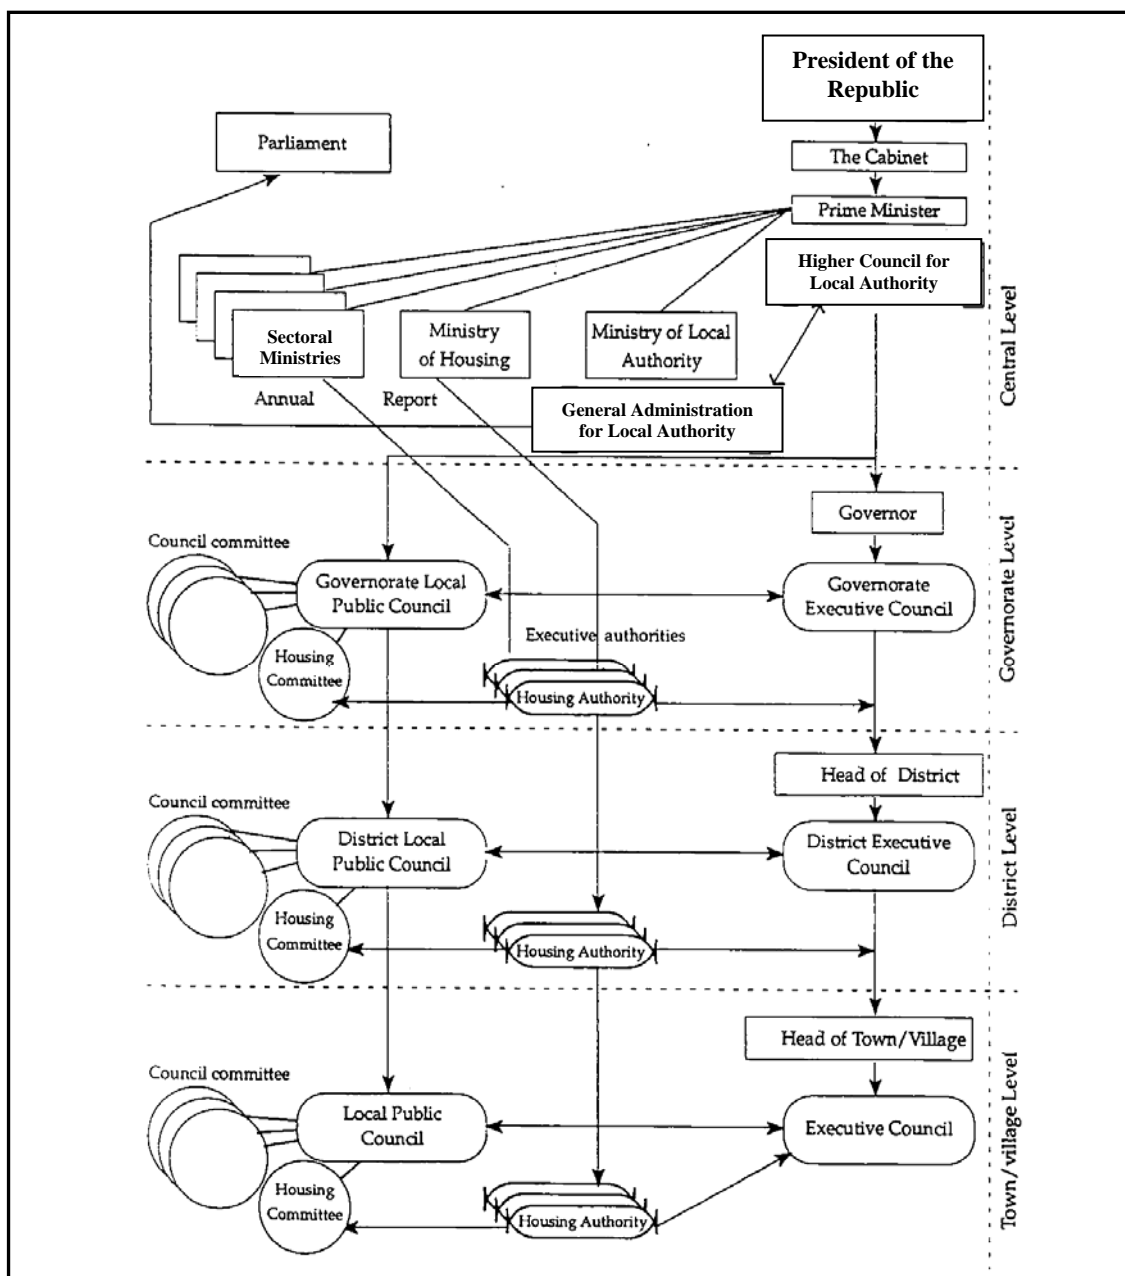 President of the
Republic
Parliament
The Cabinet
Prime Minister
Higher Council for
Local Authority
Sectoral
Ministries
Ministry
of Housing
Ministry of Local
Authority
Annual Report
General Administration
for Local Authority
Central Level
Governor
Council committee
Governorate Local
Public Council
Governorate
Executive Council
Executive authorities
Housing
Committee
Housing Authority
Governorate Level
Head of District
Council committee
District Local
Public Council
District Executive
Council
Housing
Committee
Housing Authority
District Level
Head of Town/Village
Council committee
Local Public
Council
Executive Council
Housing
Committee
Housing Authority
Town/village Level